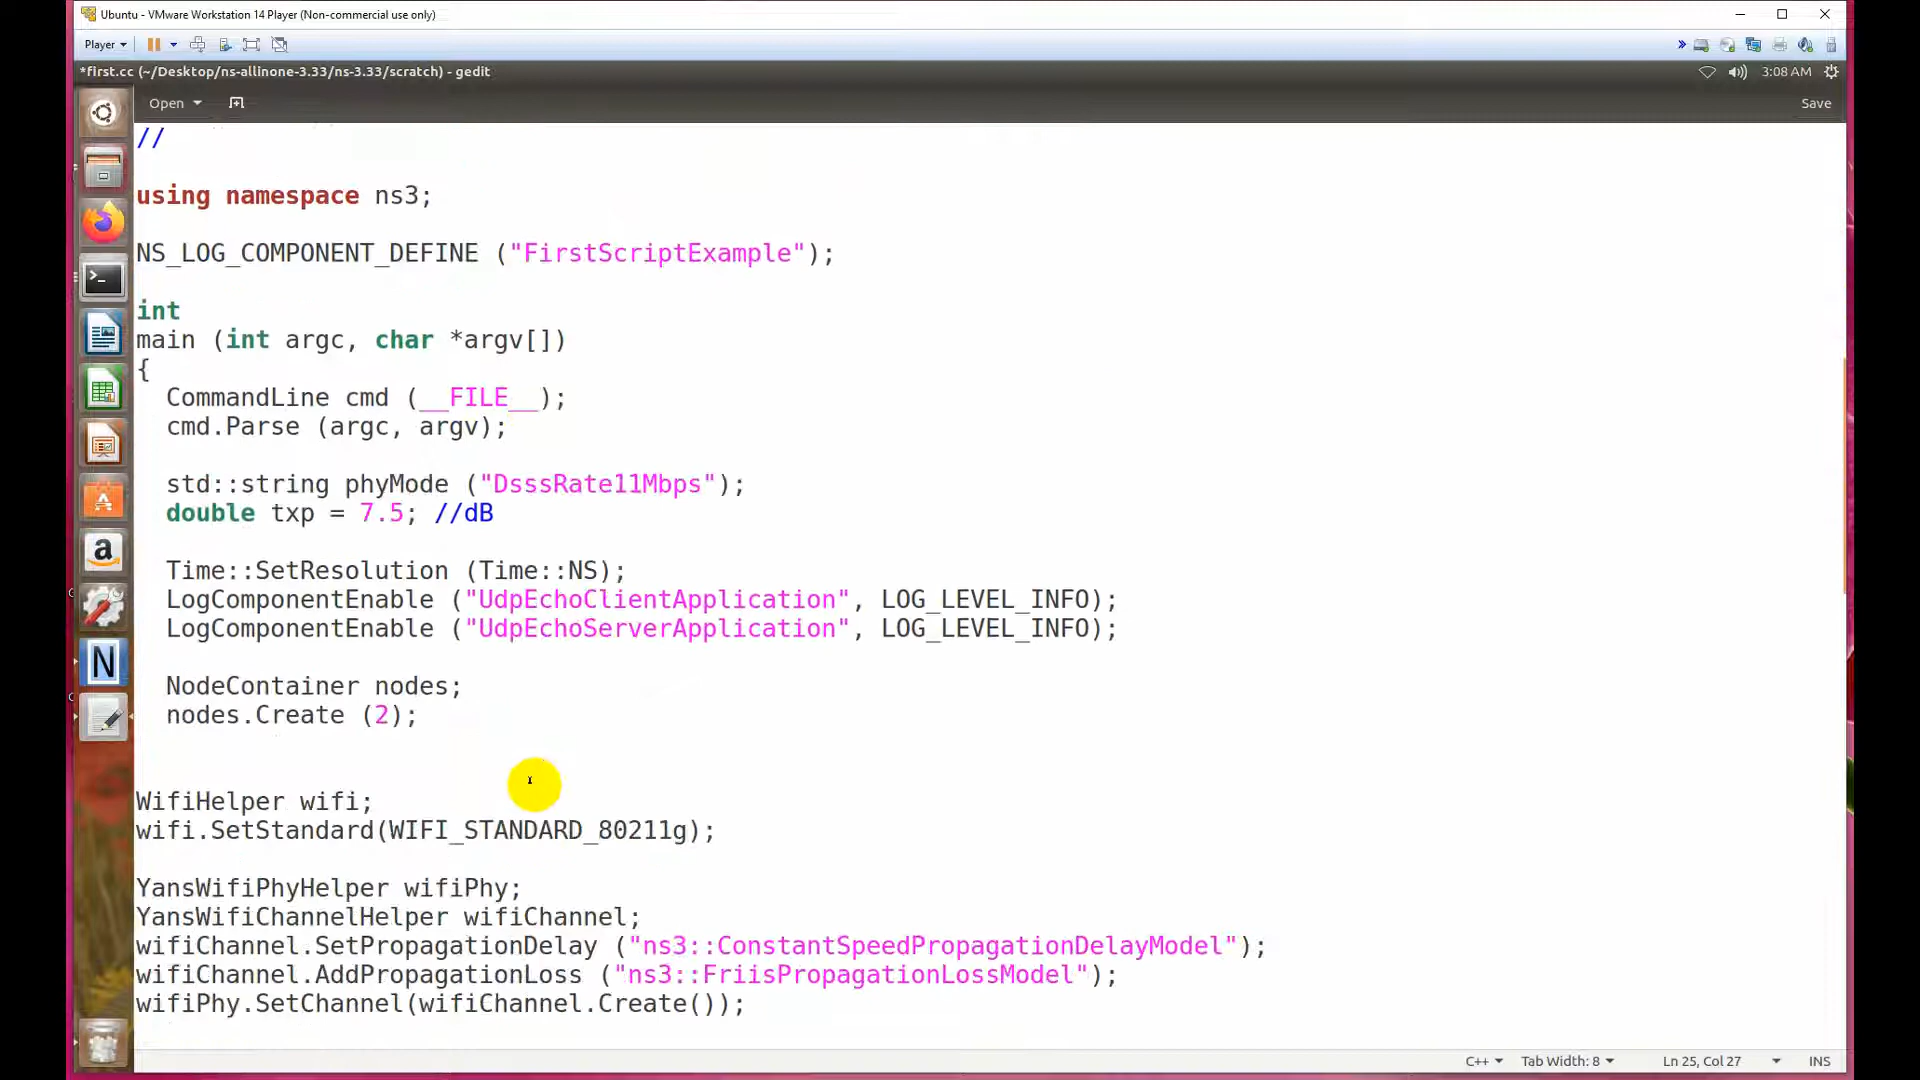 Ubuntu - VMware Workstation 14 Player (Non-commercial use only)
Player
*first.cc (~/Desktop/ns-allinone-3.33/ns-3.33/scratch) - gedit
3:08 AM
Open
Save
//
using namespace ns3;
NS_LOG_COMPONENT_DEFINE ("FirstScriptExample");
int
main (int argc, char *argv[])
{
CommandLine cmd (__FILE__);
cmd.Parse (argc, argv);
std::string phyMode ("DsssRate11Mbps");
double txp = 7.5; //dB
Time::SetResolution (Time::NS);
LogComponentEnable ("UdpEchoClientApplication", LOG_LEVEL_INFO);
LogComponentEnable ("UdpEchoServerApplication", LOG_LEVEL_INFO);
NodeContainer nodes;
nodes.Create (2);
WifiHelper wifi;
wifi.SetStandard(WIFI_STANDARD_80211g);
YansWifiPhyHelper wifiPhy;
YansWifiChannelHelper wifiChannel;
wifiChannel.SetPropagationDelay ("ns3::ConstantSpeedPropagationDelayModel");
wifiChannel.AddPropagationLoss ("ns3::FriisPropagationLossModel");
wifiPhy.SetChannel(wifiChannel.Create());
C++
Tab Width: 8
Ln 25, Col 27
INS